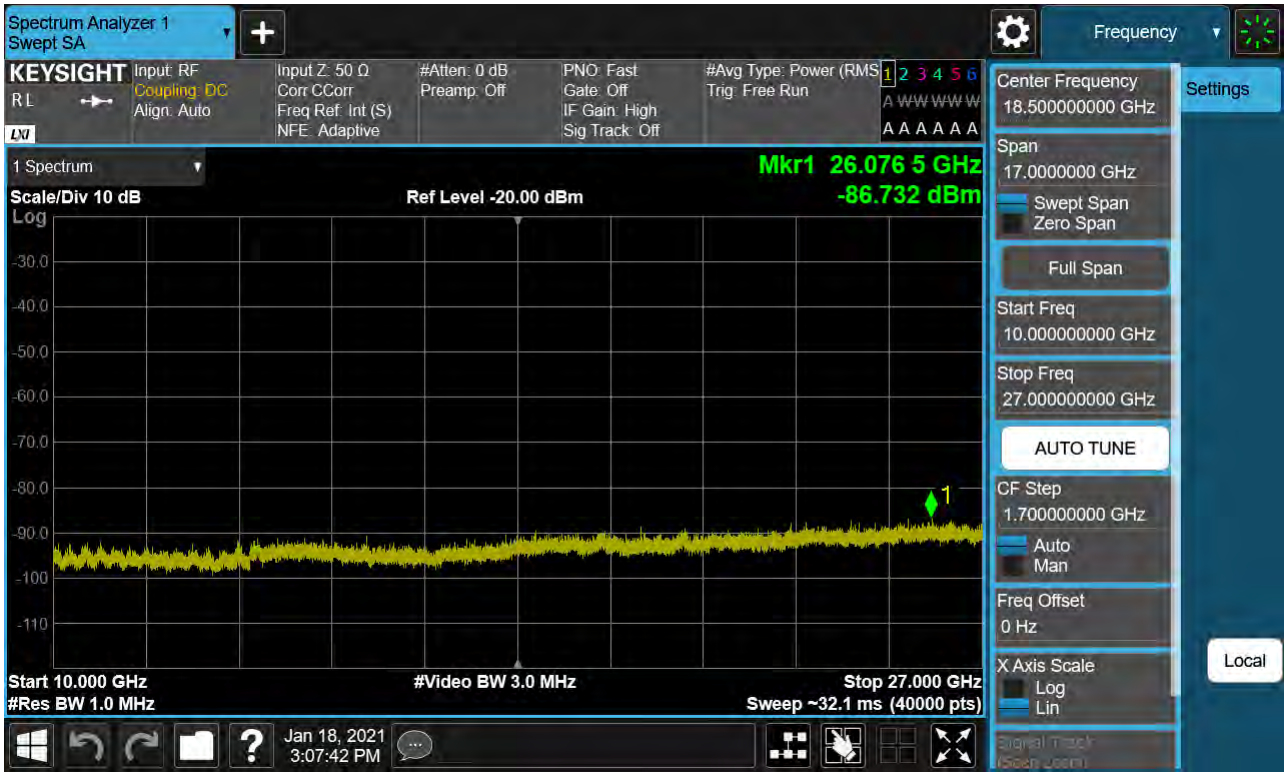 Spectrum Analyzer 1
Swept SA
Frequency
KEYSIGHT
RL
LXI
Input: RF
Coupling: DC
Align: Auto
Input Z: 50 Ω
Corr CCorr
Freq Ref: Int (S)
NFE: Adaptive
#Atten: 0 dB
Preamp: Off
PNO: Fast
Gate: Off
IF Gain: High
Sig Track: Off
#Avg Type: Power (RMS
Trig: Free Run
1 2 3 4 5 6
A W W W W W
A A A A A A
1 Spectrum
Scale/Div 10 dB
Log
Ref Level -20.00 dBm
Mkr1 26.076 5 GHz
-86.732 dBm
-30.0
-40.0
-50.0
-60.0
-70.0
-80.0
-90.0
-100
-110
1
Start 10.000 GHz
#Res BW 1.0 MHz
#Video BW 3.0 MHz
Stop 27.000 GHz
Sweep ~32.1 ms (40000 pts)
Center Frequency
18.500000000 GHz
Span
17.0000000 GHz
Swept Span
Zero Span
Full Span
Start Freq
10.000000000 GHz
Stop Freq
27.000000000 GHz
AUTO TUNE
CF Step
1.700000000 GHz
Auto
Man
Freq Offset
0 Hz
X Axis Scale
Log
Lin
Signal Track
(Span Zoom)
Settings
Local
?
Jan 18, 2021
3:07:42 PM